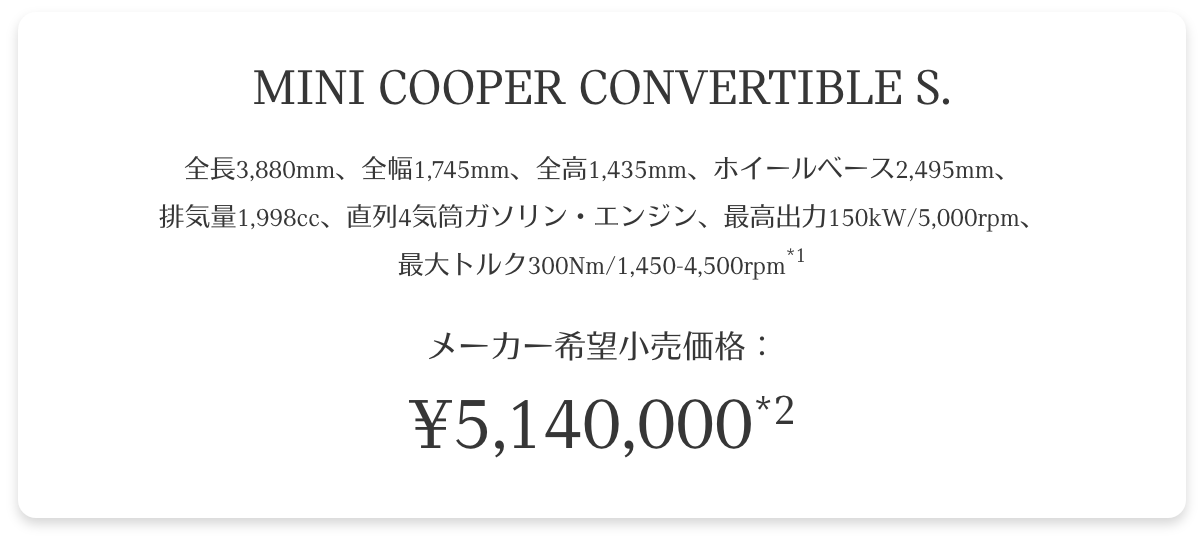 MINI COOPER CONVERTIBLE S.
全長3,880mm、全幅1,745mm、全高1,435mm、ホイールベース2,495mm、
排気量1,998cc、直列4気筒ガソリン・エンジン、最高出力150kW/5,000rpm、
最大トルク300Nm/1,450-4,500rpm*1
メーカー希望小売価格：
¥5,140,000*2